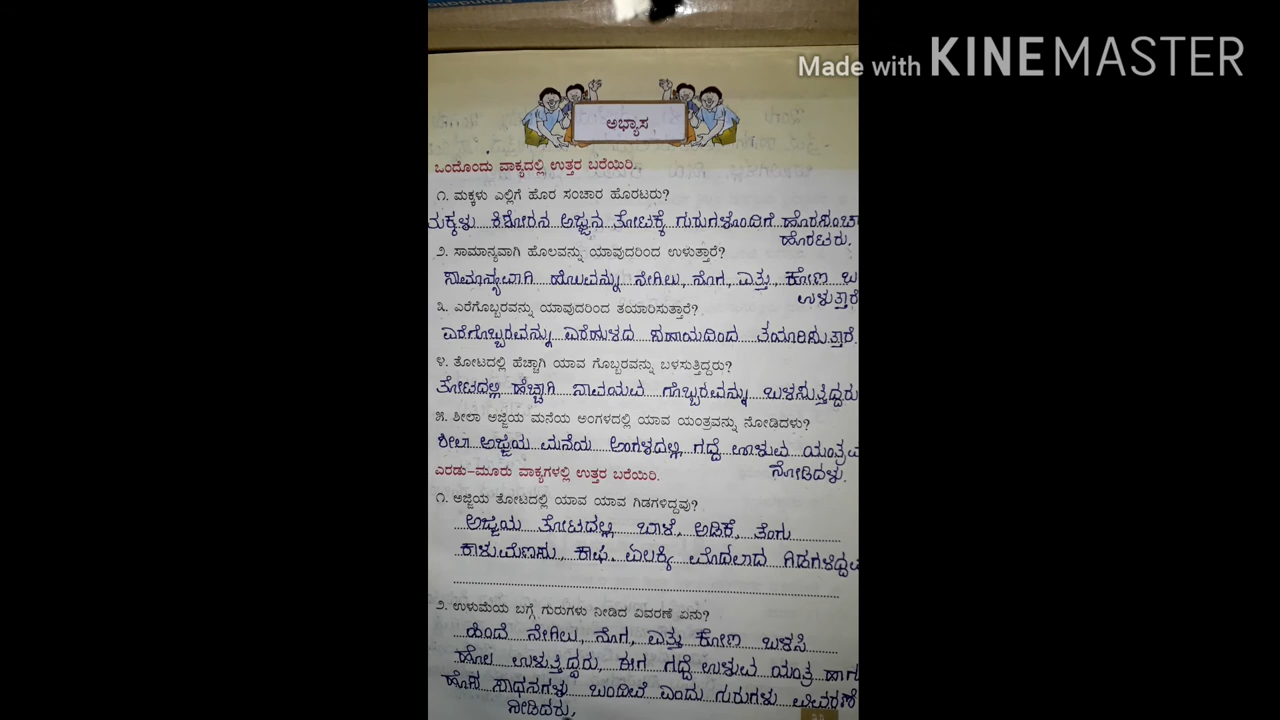 Made with KINEMASTER
ಅಭ್ಯಾಸ
ಒಂದೊಂದು ವಾಕ್ಯದಲ್ಲಿ ಉತ್ತರ ಬರೆಯಿರಿ.
೧. ಮಕ್ಕಳು ಎಲ್ಲಿಗೆ ಹೊರ ಸಂಚಾರ ಹೊರಟರು?
ಮಕ್ಕಳು ಕಿಶೋರನ ಅಜ್ಜನ ತೋಟಕ್ಕೆ ಗುರುಗಳೊಂದಿಗೆ ಹೊರಸಂಚಾ
ಹೊರಟರು.
೨. ಸಾಮಾನ್ಯವಾಗಿ ಹೊಲವನ್ನು ಯಾವುದರಿಂದ ಉಳುತ್ತಾರೆ?
ಸಾಮಾನ್ಯವಾಗಿ ಹೊಲವನ್ನು ನೇಗಿಲು, ನೊಗ, ಎತ್ತು, ಕೋಣ ಬ
ಉಳುತ್ತಾರೆ
೩. ಎರೆಗೊಬ್ಬರವನ್ನು ಯಾವುದರಿಂದ ತಯಾರಿಸುತ್ತಾರೆ?
ಎರೆಗೊಬ್ಬರವನ್ನು ಎರೆಹುಳದ ಸಹಾಯದಿಂದ ತಯಾರಿಸುತ್ತಾರೆ.
೪. ತೋಟದಲ್ಲಿ ಹೆಚ್ಚಾಗಿ ಯಾವ ಗೊಬ್ಬರವನ್ನು ಬಳಸುತ್ತಿದ್ದರು?
ತೋಟದಲ್ಲಿ ಹೆಚ್ಚಾಗಿ ಸಾವಯವ ಗೊಬ್ಬರವನ್ನು ಬಳಸುತ್ತಿದ್ದರು
೫. ಶೀಲಾ ಅಜ್ಜಿಯ ಮನೆಯ ಅಂಗಳದಲ್ಲಿ ಯಾವ ಯಂತ್ರವನ್ನು ನೋಡಿದಳು?
ಶೀಲಾ ಅಜ್ಜಿಯ ಮನೆಯ ಅಂಗಳದಲ್ಲಿ ಗದ್ದೆ ಊಳುವ ಯಂತ್ರವ
ನೋಡಿದಳು.
ಎರಡು-ಮೂರು ವಾಕ್ಯಗಳಲ್ಲಿ ಉತ್ತರ ಬರೆಯಿರಿ.
೧. ಅಜ್ಜಿಯ ತೋಟದಲ್ಲಿ ಯಾವ ಯಾವ ಗಿಡಗಳಿದ್ದವು?
ಅಜ್ಜಿಯ ತೋಟದಲ್ಲಿ ಬಾಳೆ, ಅಡಿಕೆ, ತೆಂಗು
ಕಾಳುಮೆಣಸು, ಕಾಫಿ ಏಲಕ್ಕಿ ಮೊದಲಾದ ಗಿಡಗಳಿದ್ದವು
೨. ಉಳುಮೆಯ ಬಗ್ಗೆ ಗುರುಗಳು ನೀಡಿದ ವಿವರಣೆ ಏನು?
ಹಿಂದೆ ನೇಗಿಲು, ನೊಗ, ಎತ್ತು ಕೋಣ ಬಳಸಿ
ಹೊಲ ಉಳುತ್ತಿದ್ದರು, ಈಗ ಗದ್ದೆ ಉಳುವ ಯಂತ್ರ ಹಾಗು
ಹೊಸ ಸಾಧನಗಳು ಬಂದಿವೆ ಎಂದು ಗುರುಗಳು ವಿವರಣೆ
ನೀಡಿದರು,